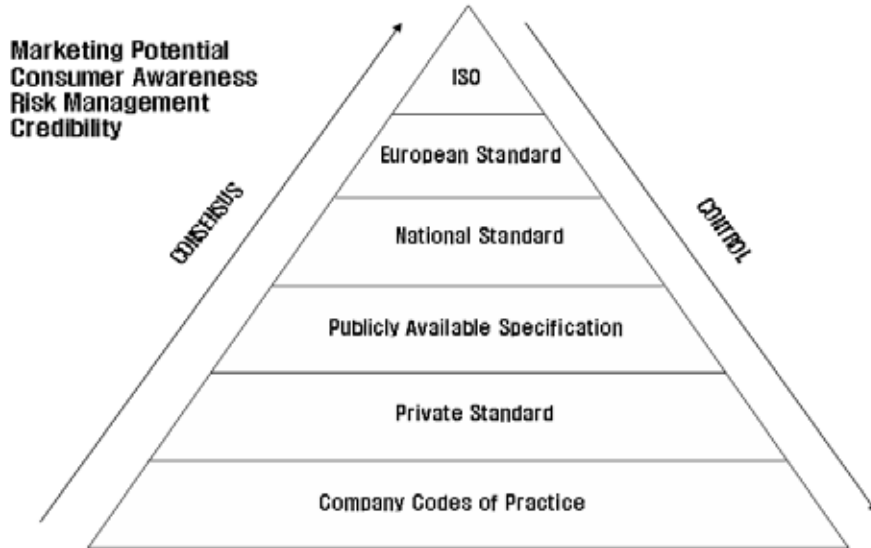 Marketing Potential
Consumer Awareness
Risk Management
Credibility
ISO
European Standard
CONSENSUS
CONTROL
National Standard
Publicly Available Specification
Private Standard
Company Codes of Practice